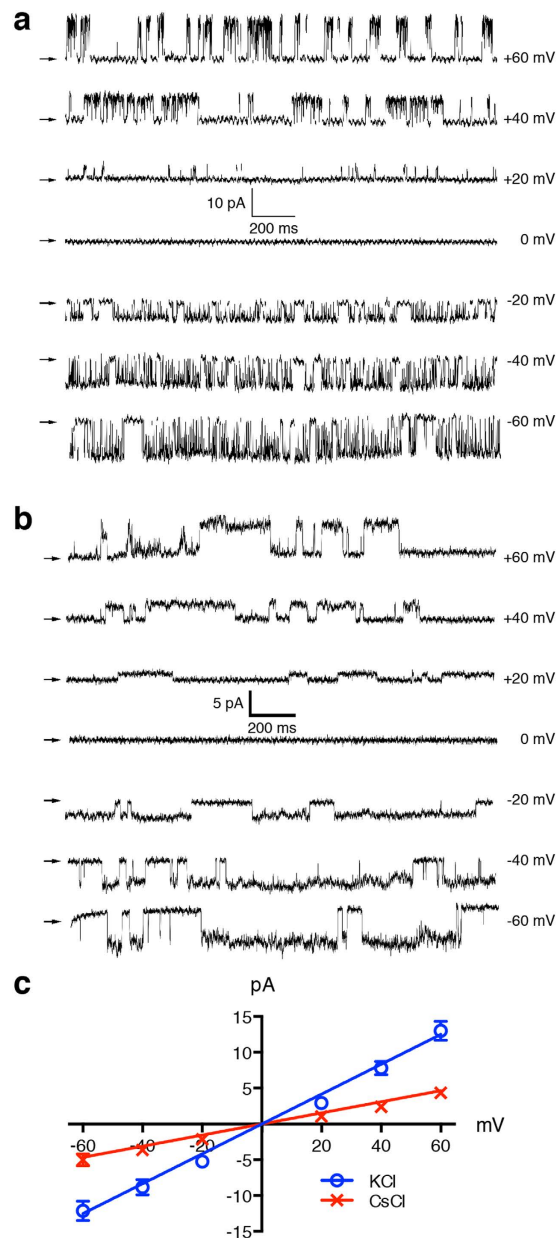 a
+60 mV
+40 mV
+20 mV
10 pA
200 ms
0 mV
-20 mV
-40 mV
-60 mV
b
+60 mV
+40 mV
+20 mV
5 pA
200 ms
0 mV
-20 mV
-40 mV
-60 mV
c
pA
15
10
5
-60 -40 -20 20 40 60 mV
-5
-10
-15
KCl
CsCl